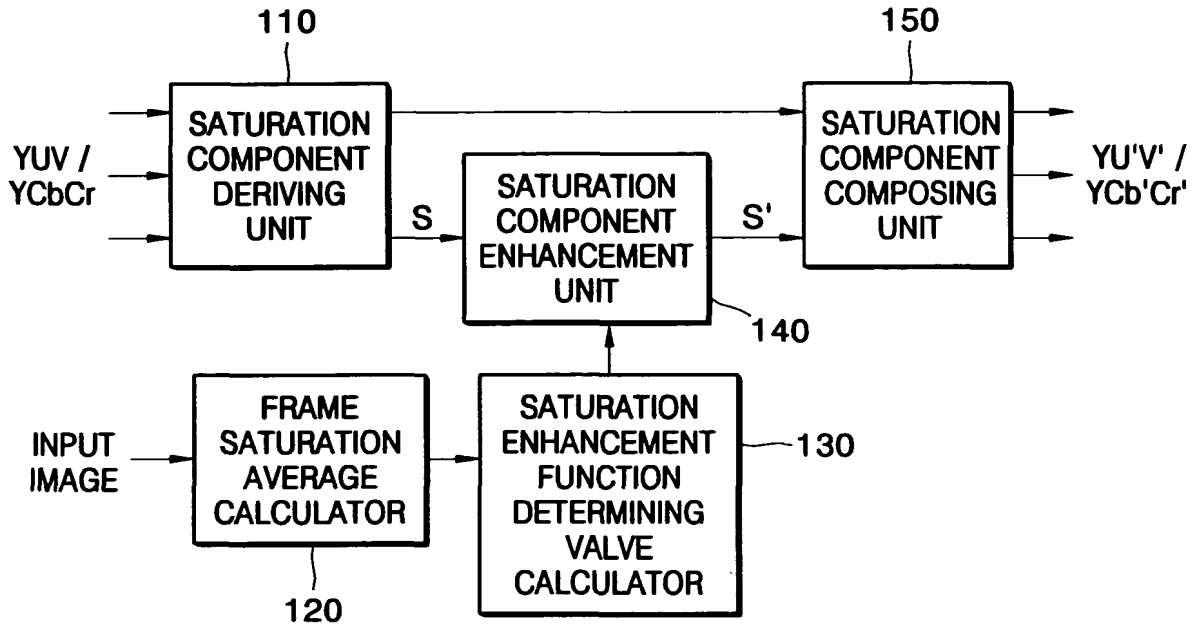 110
150
YUV /
YCbCr
SATURATION
COMPONENT
DERIVING
UNIT
S
SATURATION
COMPONENT
ENHANCEMENT
UNIT
S'
SATURATION
COMPONENT
COMPOSING
UNIT
YU'V' /
YCb'Cr'
140
INPUT
IMAGE
FRAME
SATURATION
AVERAGE
CALCULATOR
120
SATURATION
ENHANCEMENT
FUNCTION
DETERMINING
VALVE
CALCULATOR
130